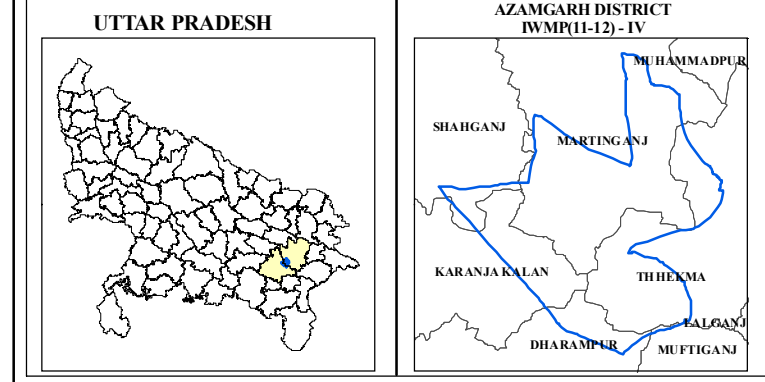 UTTAR PRADESH
AZAMGARH DISTRICT
IWMP(11-12) - IV
MUHAMMADPUR
SHAHGANJ
MARTINGANJ
KARANJA KALAN
THHEKMA
LALGANJ
DHARAMPUR
MUFTIGANJ